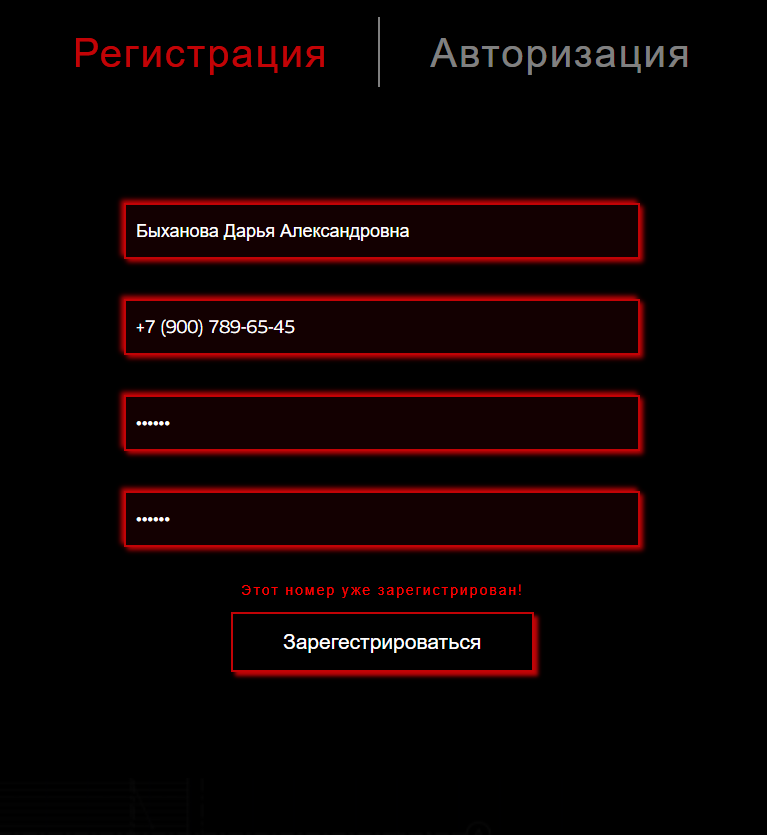 Регистрация
Авторизация
Быханова Дарья Александровна
+7 (900) 789-65-45
••••••
••••••
Этот номер уже зарегистрирован!
Зарегестрироваться